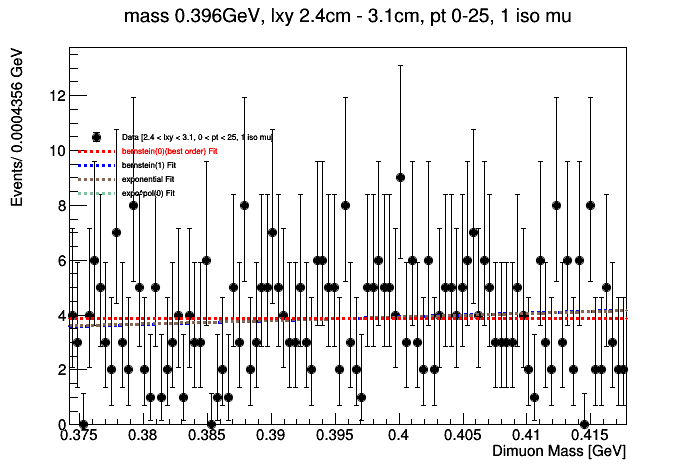 mass 0.396GeV, lxy 2.4cm - 3.1cm, pt 0-25, 1 iso mu
Events/ 0.0004356 GeV
12
10
8
6
4
2
0
Data [2.4 < lxy < 3.1, 0 < pt < 25, 1 iso mu]
bernstein(0)(best order) Fit
bernstein(1) Fit
exponential Fit
expo*pol(0) Fit
0.375 0.38 0.385 0.39 0.395 0.4 0.405 0.41 0.415
Dimuon Mass [GeV]